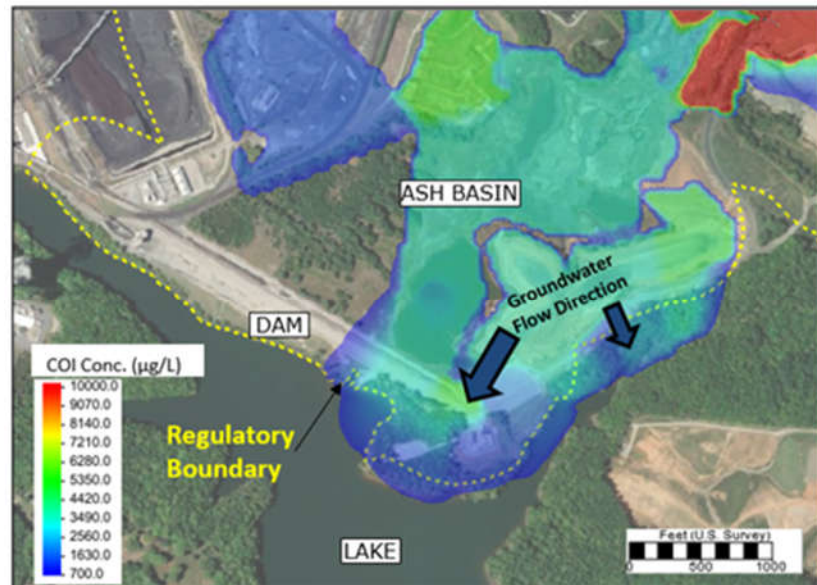 ASH BASIN
Groundwater
Flow Direction
DAM
COI Conc. (µg/L)
10000.0
9070.0
8140.0
7210.0
6280.0
5350.0
4420.0
3490.0
2560.0
1630.0
700.0
Regulatory
Boundary
LAKE
Feet (U.S. Survey)
0 500 1000